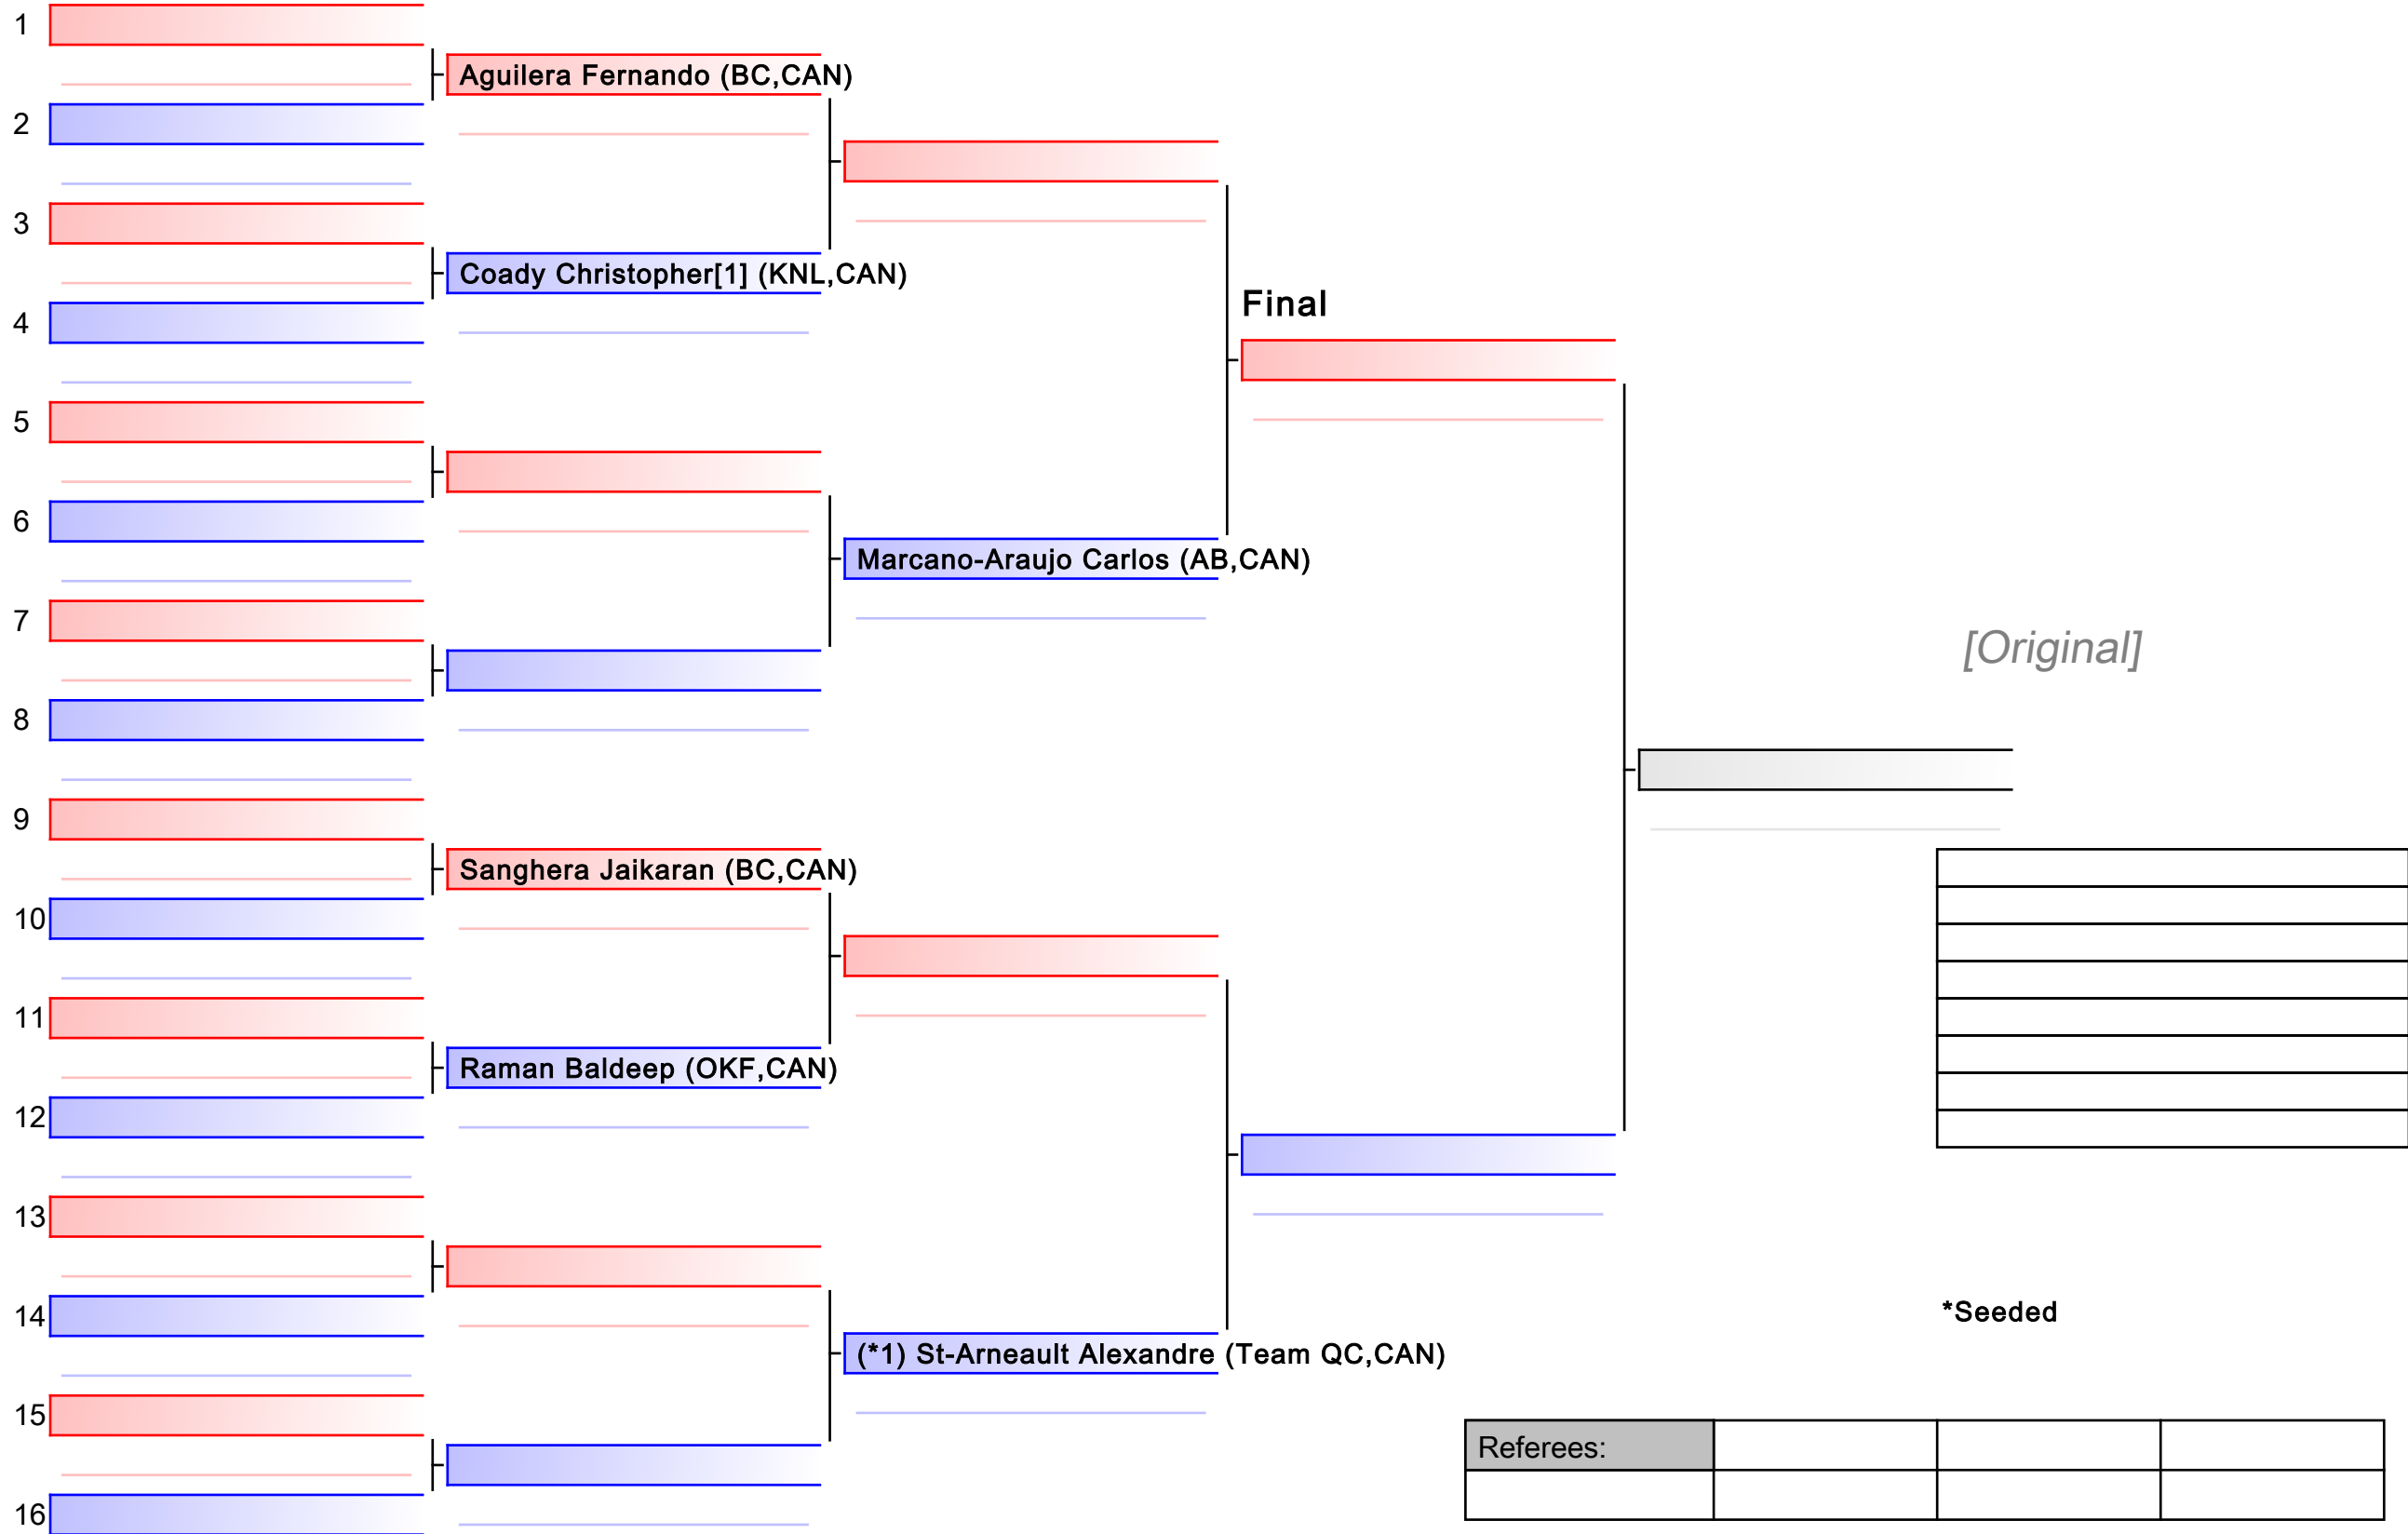 1
Aguilera Fernando (BC,CAN)
2
3
Coady Christopher[1] (KNL,CAN)
Final
4
5
6
Marcano-Araujo Carlos (AB,CAN)
7
[Original]
8
9
Sanghera Jaikaran (BC,CAN)
10
11
Raman Baldeep (OKF,CAN)
12
13
14
*Seeded
(*1) St-Arneault Alexandre (Team QC,CAN)
15
Referees:
16